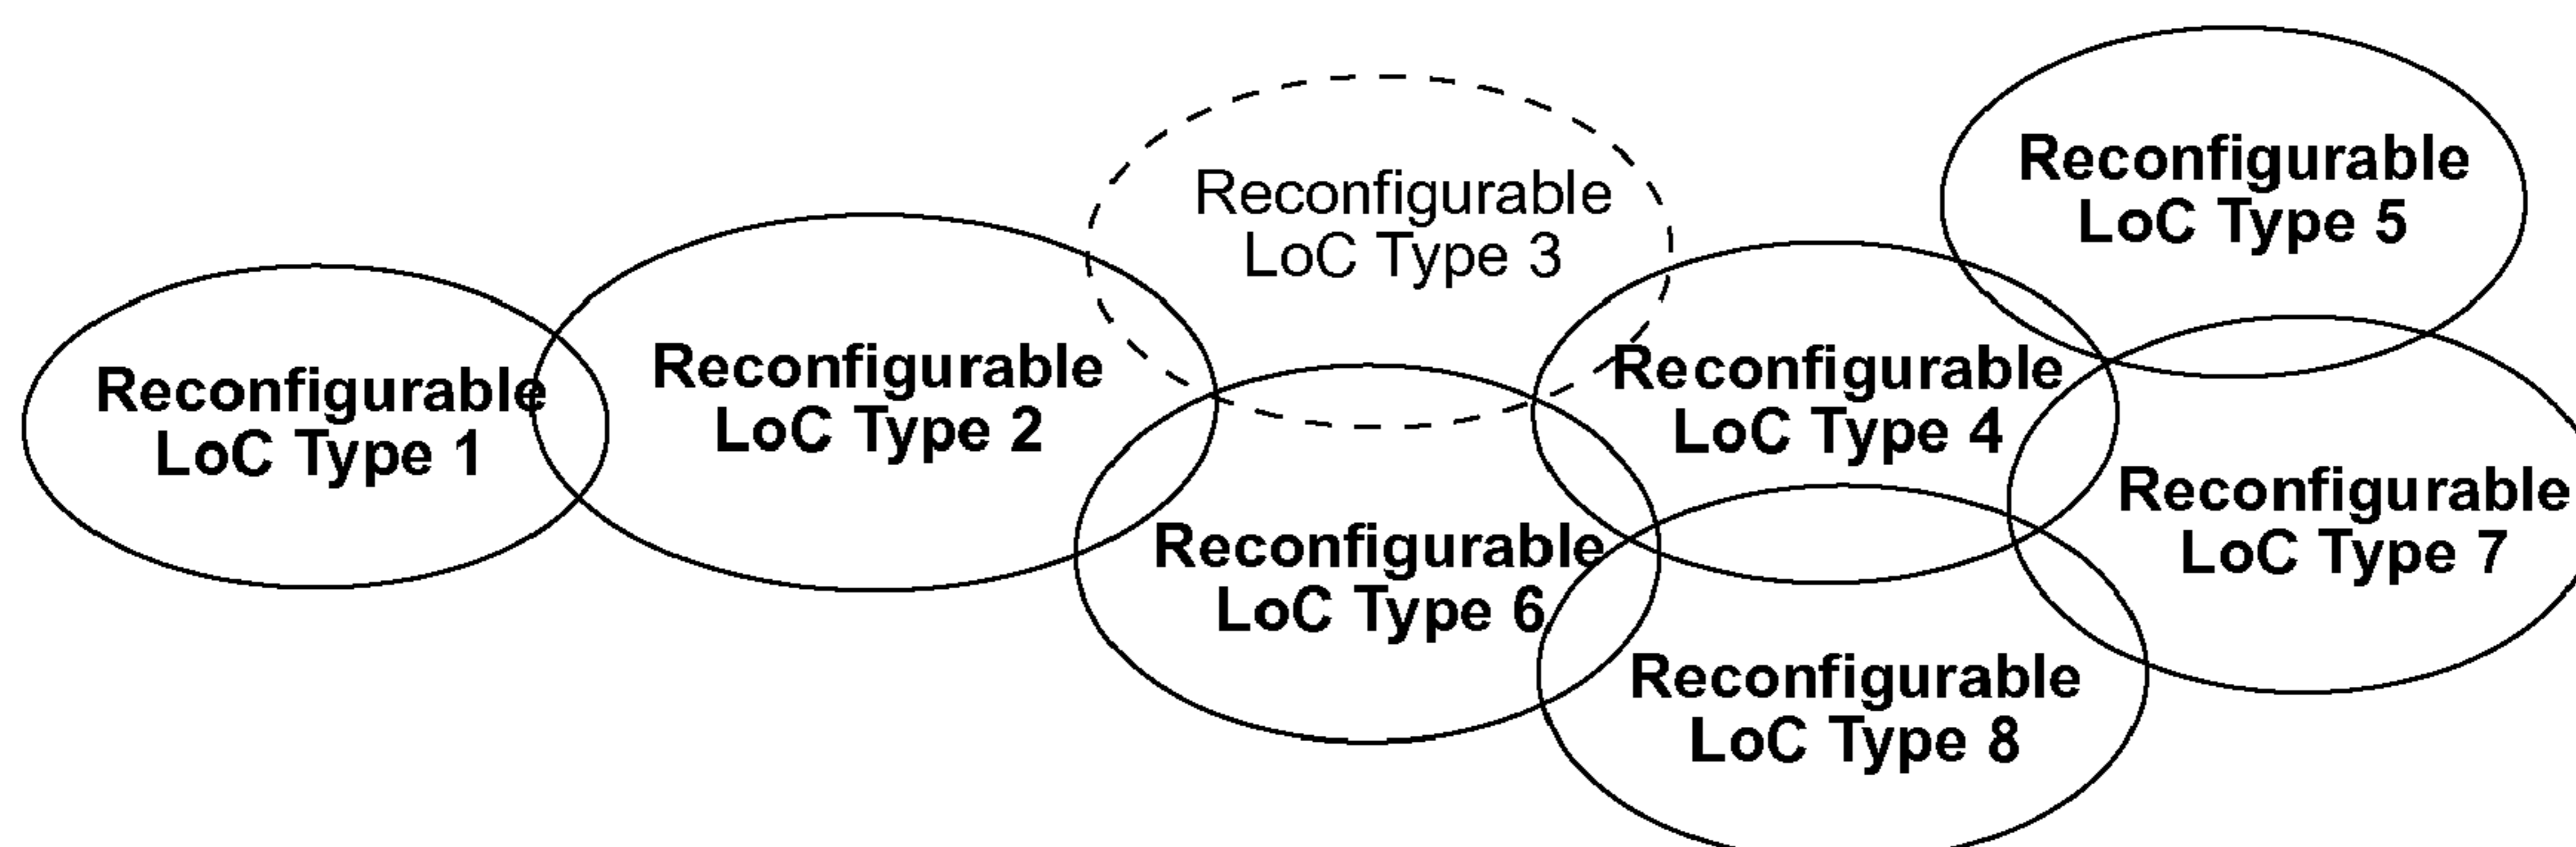 Reconfigurable
LoC Type 1
Reconfigurable
LoC Type 2
Reconfigurable
LoC Type 3
Reconfigurable
LoC Type 4
Reconfigurable
LoC Type 5
Reconfigurable
LoC Type 6
Reconfigurable
LoC Type 7
Reconfigurable
LoC Type 8